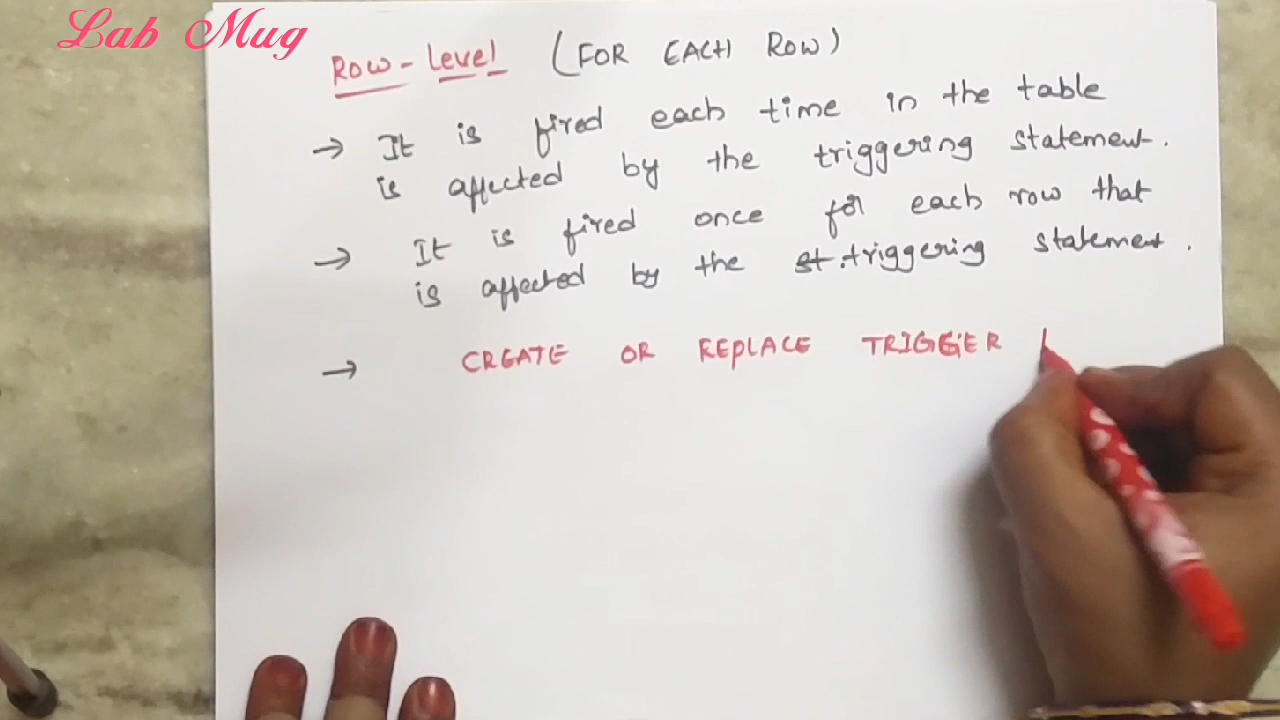 Lab Mug
Row-Level (FOR EACH ROW)
→ It is fired each time in the table
is affected by the triggering statement.
→ It is fired once for each row that
is affected by the st. triggering statement.
→ CREATE OR REPLACE TRIGGER